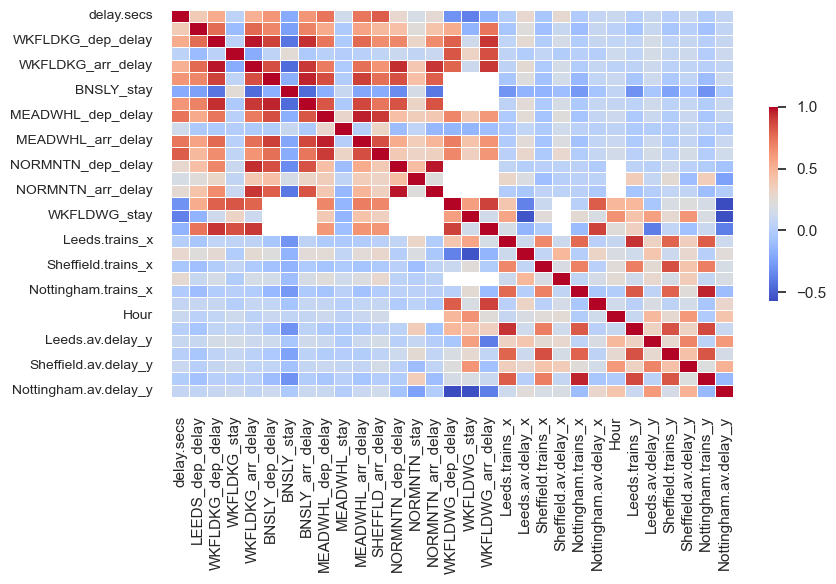 delay.secs
WKFLDKG_dep_delay
WKFLDKG_arr_delay
BNSLY_stay
MEADWHL_dep_delay
MEADWHL_arr_delay
NORMNTN_dep_delay
NORMNTN_arr_delay
WKFLDWG_stay
Leeds.trains_x
Sheffield.trains_x
Nottingham.trains_x
Hour
Leeds.av.delay_y
Sheffield.av.delay_y
Nottingham.av.delay_y
1.0
0.5
0.0
−0.5
delay.secs
LEEDS_dep_delay
WKFLDKG_dep_delay
WKFLDKG_stay
WKFLDKG_arr_delay
BNSLY_dep_delay
BNSLY_stay
BNSLY_arr_delay
MEADWHL_dep_delay
MEADWHL_stay
MEADWHL_arr_delay
SHEFFLD_arr_delay
NORMNTN_dep_delay
NORMNTN_stay
NORMNTN_arr_delay
WKFLDWG_dep_delay
WKFLDWG_stay
WKFLDWG_arr_delay
Leeds.trains_x
Leeds.av.delay_x
Sheffield.trains_x
Sheffield.av.delay_x
Nottingham.trains_x
Nottingham.av.delay_x
Hour
Leeds.trains_y
Leeds.av.delay_y
Sheffield.trains_y
Sheffield.av.delay_y
Nottingham.trains_y
Nottingham.av.delay_y